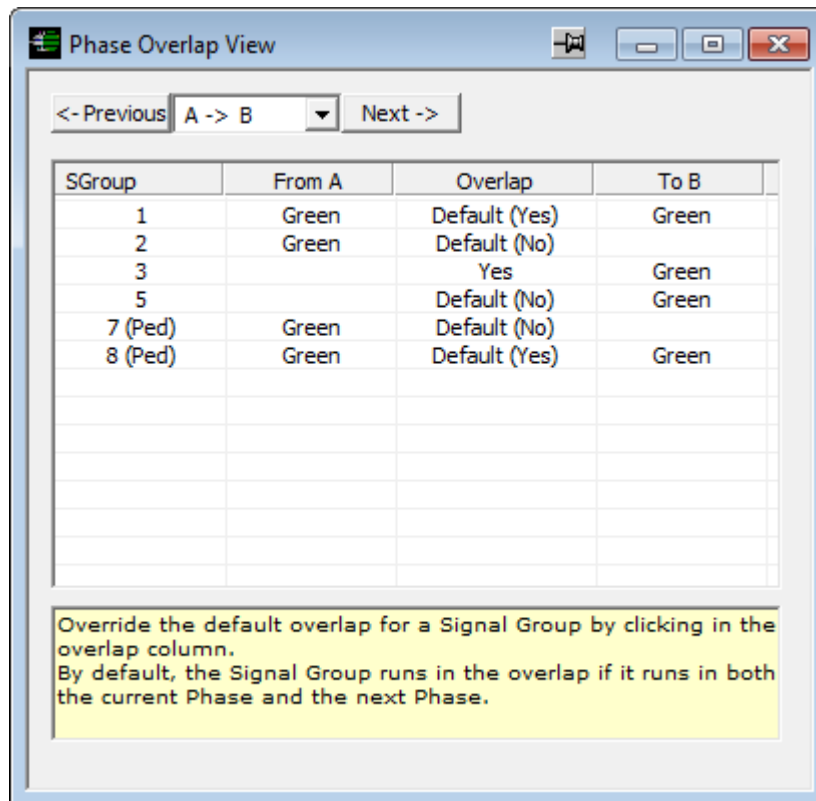 Phase Overlap View
<- Previous A -> B Next ->
SGroup From A Overlap To B
1 Green Default (Yes) Green
2 Green Default (No)
3 Yes Green
5 Default (No) Green
7 (Ped) Green Default (No)
8 (Ped) Green Default (Yes) Green
Override the default overlap for a Signal Group by clicking in the
overlap column.
By default, the Signal Group runs in the overlap if it runs in both
the current Phase and the next Phase.